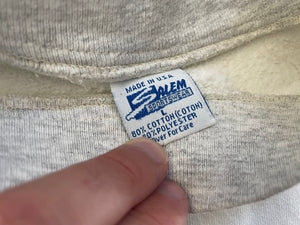 MADE IN U.S.A.
SALEM
SPORTSWEAR
L
80% COTTON (COTON)
20% POLYESTER
Over For Care